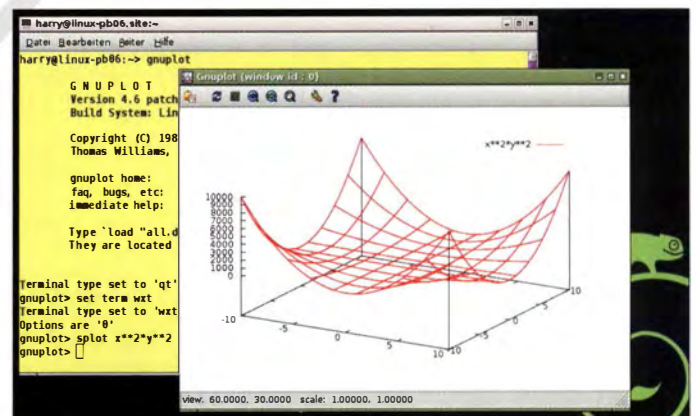 harry@linux-pb06.site:~
Datei Bearbeiten Reiter Hilfe
harry@linux-pb06:~> gnuplot
G N U P L O T
Version 4.6 patch
Build System: Lin
Copyright (C) 198
Thomas Williams,
gnuplot home:
faq, bugs, etc:
immediate help:
Type `load "all.d
They are located
Terminal type set to 'qt'
gnuplot> set term wxt
Terminal type set to 'wxt
Options are '0'
gnuplot> splot x**2*y**2
gnuplot>
Gnuplot (window id : 0)
x**2*y**2
10000
9000
8000
7000
6000
5000
4000
3000
2000
1000
0
-10
-5
0
5
10
-10
-5
0
5
10
view: 60.0000, 30.0000 scale: 1.00000, 1.00000